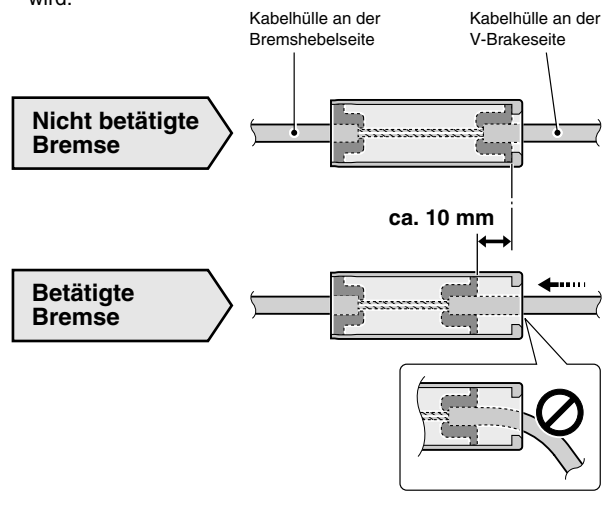 wird.
Kabelhülle an der
Bremshebelseite
Kabelhülle an der
V-Brakeseite
Nicht betätigte
Bremse
ca. 10 mm
Betätigte
Bremse